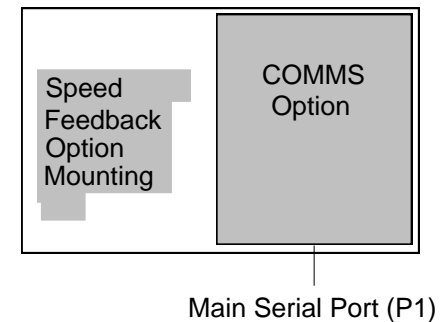 Speed
Feedback
Option
Mounting
COMMS
Option
Main Serial Port (P1)